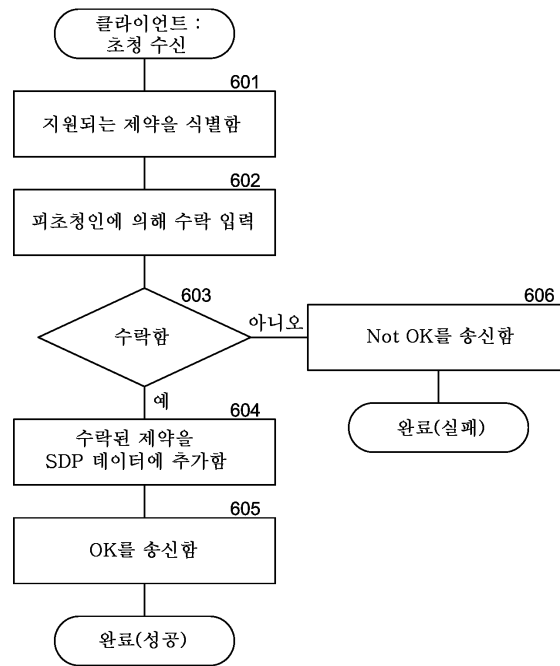 클라이언트 :
초청 수신
601
지원되는 제약을 식별함
602
피초청인에 의해 수락 입력
603
수락함
아니오
606
Not OK를 송신함
완료(실패)
예
604
수락된 제약을
SDP 데이터에 추가함
605
OK를 송신함
완료(성공)